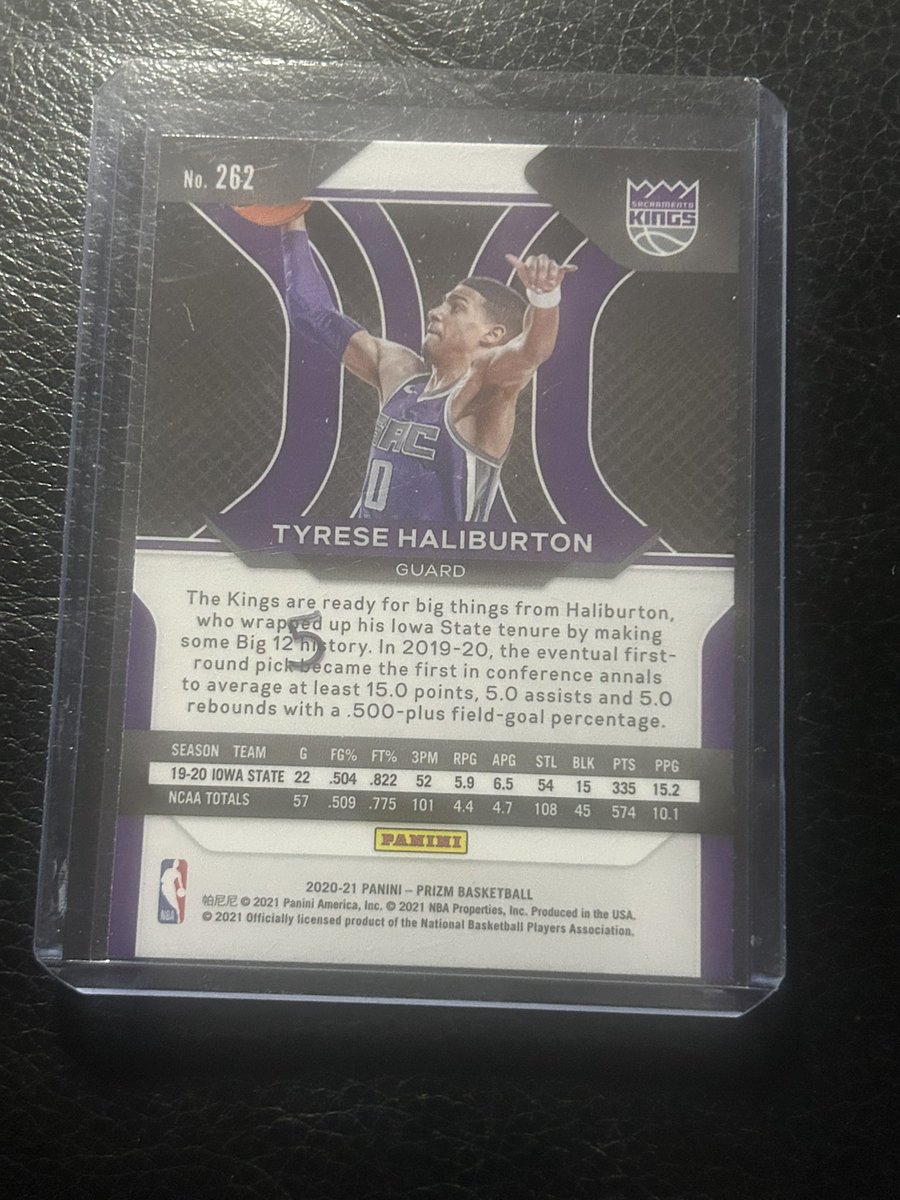 No. 262
SACRAMENTO
KINGS
SAC
0
TYRESE HALIBURTON
GUARD
The Kings are ready for big things from Haliburton,
who wrapped up his Iowa State tenure by making
some Big 12 history. In 2019-20, the eventual first-
round pick became the first in conference annals
to average at least 15.0 points, 5.0 assists and 5.0
rebounds with a .500-plus field-goal percentage.
5
SEASON TEAM G FG% FT% 3PM RPG APG STL BLK PTS PPG
19-20 IOWA STATE 22 .504 .822 52 5.9 6.5 54 15 335 15.2
NCAA TOTALS 57 .509 .775 101 4.4 4.7 108 45 574 10.1
PANINI
NBA
2020-21 PANINI – PRIZM BASKETBALL
帕尼尼 © 2021 Panini America, Inc. © 2021 NBA Properties, Inc. Produced in the USA.
© 2021 Officially licensed product of the National Basketball Players Association.